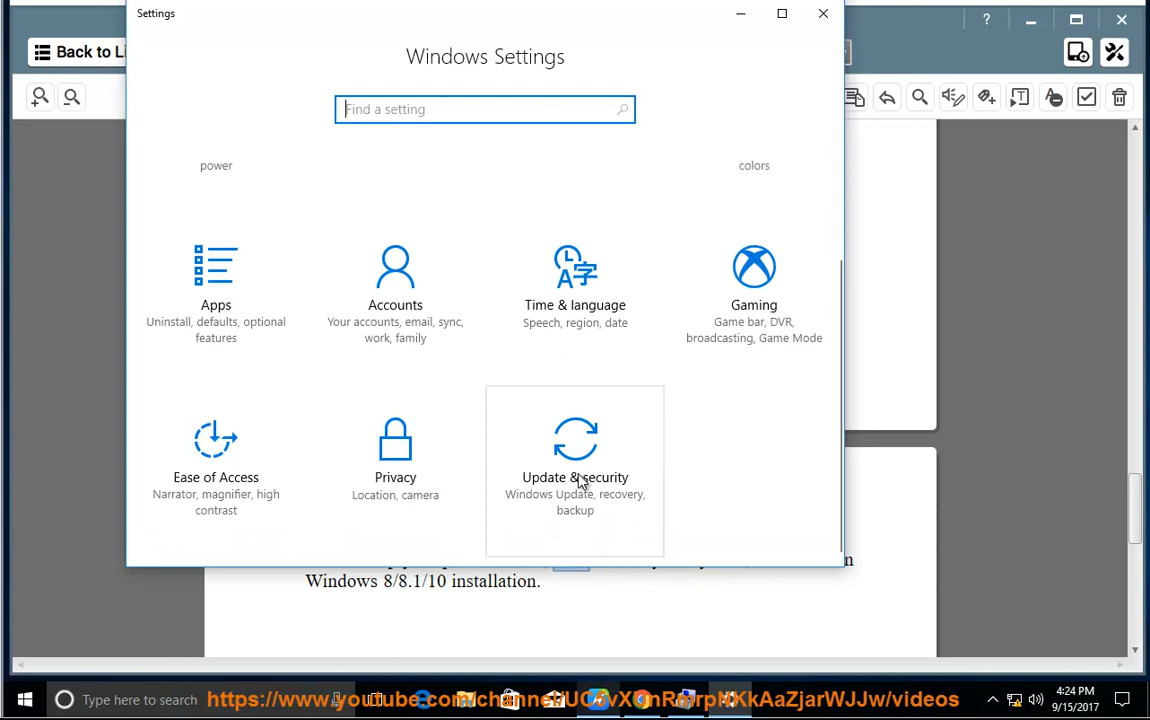 Settings
?
Back to Li
Windows Settings
Find a setting
power
colors
Apps
Uninstall, defaults, optional
features
Accounts
Your accounts, email, sync,
work, family
Time & language
Speech, region, date
Gaming
Game bar, DVR,
broadcasting, Game Mode
Ease of Access
Narrator, magnifier, high
contrast
Privacy
Location, camera
Update & security
Windows Update, recovery,
backup
Windows 8/8.1/10 installation.
Type here to search
4:24 PM
9/15/2017